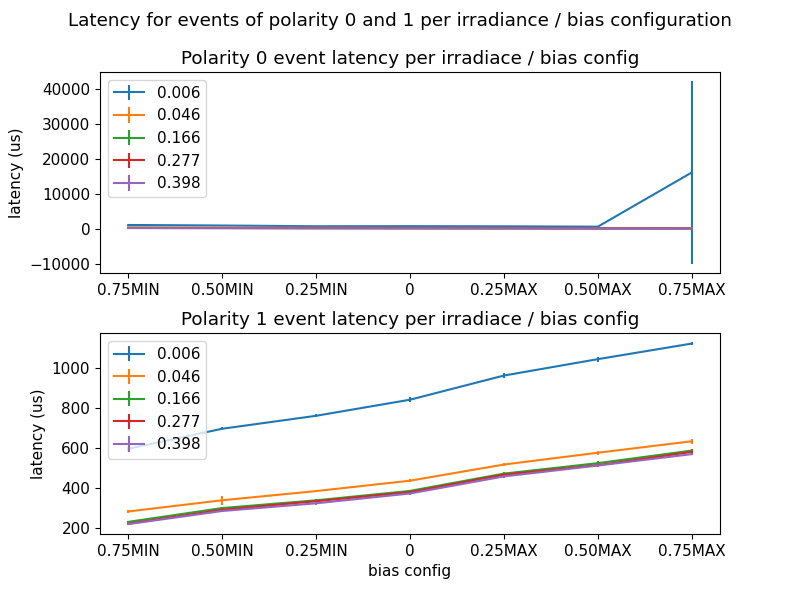 Latency for events of polarity 0 and 1 per irradiance / bias configuration
Polarity 0 event latency per irradiace / bias config
latency (us)
40000
30000
20000
10000
0
−10000
0.006
0.046
0.166
0.277
0.398
0.75MIN 0.50MIN 0.25MIN 0 0.25MAX 0.50MAX 0.75MAX
Polarity 1 event latency per irradiace / bias config
latency (us)
1000
800
600
400
200
0.006
0.046
0.166
0.277
0.398
0.75MIN 0.50MIN 0.25MIN 0 0.25MAX 0.50MAX 0.75MAX
bias config